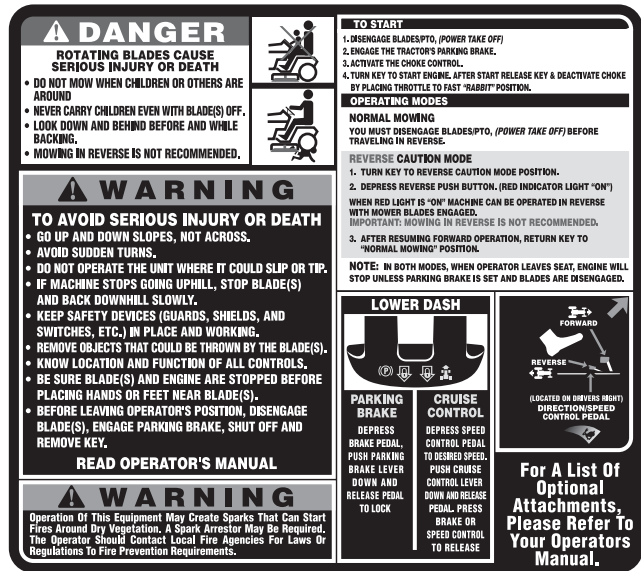 DANGER
ROTATING BLADES CAUSE
SERIOUS INJURY OR DEATH
• DO NOT MOW WHEN CHILDREN OR OTHERS ARE
AROUND
• NEVER CARRY CHILDREN EVEN WITH BLADE(S) OFF.
• LOOK DOWN AND BEHIND BEFORE AND WHILE
BACKING.
• MOWING IN REVERSE IS NOT RECOMMENDED.
WARNING
TO AVOID SERIOUS INJURY OR DEATH
• GO UP AND DOWN SLOPES, NOT ACROSS.
• AVOID SUDDEN TURNS.
• DO NOT OPERATE THE UNIT WHERE IT COULD SLIP OR TIP.
• IF MACHINE STOPS GOING UPHILL, STOP BLADE(S)
AND BACK DOWNHILL SLOWLY.
• KEEP SAFETY DEVICES (GUARDS, SHIELDS, AND
SWITCHES, ETC.) IN PLACE AND WORKING.
• REMOVE OBJECTS THAT COULD BE THROWN BY THE BLADE(S).
• KNOW LOCATION AND FUNCTION OF ALL CONTROLS.
• BE SURE BLADE(S) AND ENGINE ARE STOPPED BEFORE
PLACING HANDS OR FEET NEAR BLADE(S).
• BEFORE LEAVING OPERATOR'S POSITION, DISENGAGE
BLADE(S), ENGAGE PARKING BRAKE, SHUT OFF AND
REMOVE KEY.
READ OPERATOR'S MANUAL
WARNING
Operation Of This Equipment May Create Sparks That Can Start
Fires Around Dry Vegetation. A Spark Arrestor May Be Required.
The Operator Should Contact Local Fire Agencies For Laws Or
Regulations To Fire Prevention Requirements.
TO START
1. DISENGAGE BLADES/PTO, (POWER TAKE OFF)
2. ENGAGE THE TRACTOR'S PARKING BRAKE.
3. ACTIVATE THE CHOKE CONTROL.
4. TURN KEY TO START ENGINE. AFTER START RELEASE KEY & DEACTIVATE CHOKE
BY PLACING THROTTLE TO FAST "RABBIT" POSITION.
OPERATING MODES
NORMAL MOWING
YOU MUST DISENGAGE BLADES/PTO, (POWER TAKE OFF) BEFORE
TRAVELING IN REVERSE.
REVERSE CAUTION MODE
1. TURN KEY TO REVERSE CAUTION MODE POSITION.
2. DEPRESS REVERSE PUSH BUTTON. (RED INDICATOR LIGHT "ON")
WHEN RED LIGHT IS "ON" MACHINE CAN BE OPERATED IN REVERSE
WITH MOWER BLADES ENGAGED.
IMPORTANT: MOWING IN REVERSE IS NOT RECOMMENDED.
3. AFTER RESUMING FORWARD OPERATION, RETURN KEY TO
"NORMAL MOWING" POSITION.
NOTE: IN BOTH MODES, WHEN OPERATOR LEAVES SEAT, ENGINE WILL
STOP UNLESS PARKING BRAKE IS SET AND BLADES ARE DISENGAGED.
LOWER DASH
P
PARKING
BRAKE
DEPRESS
BRAKE PEDAL,
PUSH PARKING
BRAKE LEVER
DOWN AND
RELEASE PEDAL
TO LOCK
CRUISE
CONTROL
DEPRESS SPEED
CONTROL PEDAL
TO DESIRED SPEED.
PUSH CRUISE
CONTROL LEVER
DOWN AND RELEASE
PEDAL. PRESS
BRAKE OR
SPEED CONTROL
TO RELEASE
FORWARD
REVERSE
(LOCATED ON DRIVERS RIGHT)
DIRECTION/SPEED
CONTROL PEDAL
For A List Of
Optional
Attachments,
Please Refer To
Your Operators
Manual.